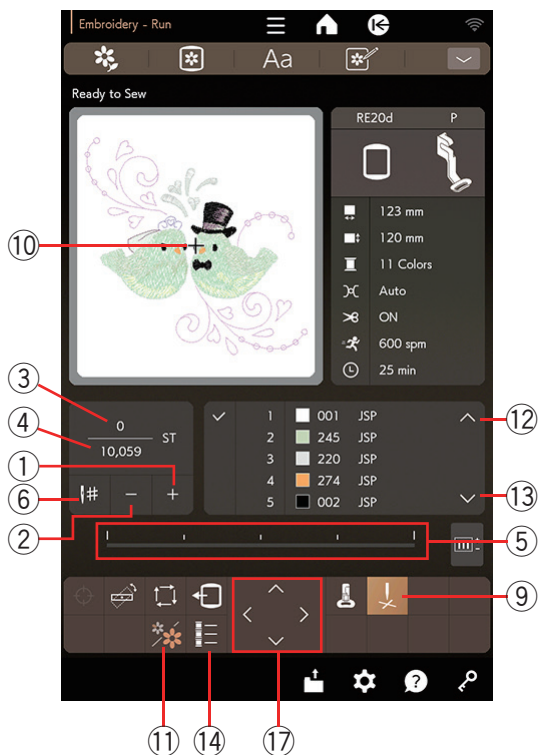 Embroidery - Run
Aa
Ready to Sew
RE20d P
123 mm
120 mm
11 Colors
Auto
ON
600 spm
25 min
⑩
③
④
①
⑥
②
0
10,059
ST
#
−
+
1 001 JSP
2 245 JSP
3 220 JSP
4 274 JSP
5 002 JSP
⑫
⑬
⑤
⑨
?
⑪
⑭
⑰